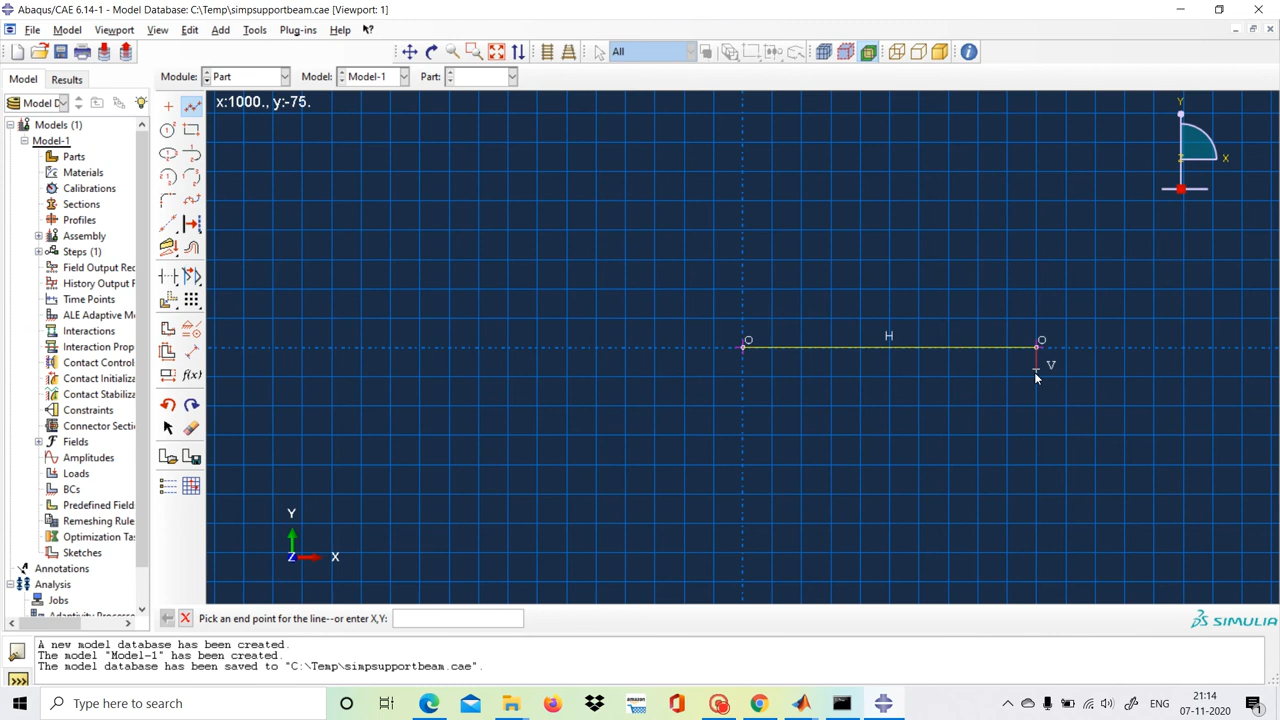 Abaqus/CAE 6.14-1 - Model Database: C:\Temp\simpsupportbeam.cae [Viewport: 1]
File Model Viewport View Edit Add Tools Plug-ins Help
All
Model Results Module: Part Model: Model-1 Part:
Model D
x:1000., y:-75.
Models (1)
Model-1
Parts
Materials
Calibrations
Sections
Profiles
Assembly
Steps (1)
Field Output Rec
History Output R
Time Points
ALE Adaptive M
Interactions
Interaction Prop
Contact Control
Contact Initializ
Contact Stabiliz
Constraints
Connector Secti
Fields
Amplitudes
Loads
BCs
Predefined Field
Remeshing Rule
Optimization Tas
Sketches
Annotations
Analysis
Jobs
Adaptivity Processe
f(x)
Y
Z X
O H O
V
Y
Z X
Pick an end point for the line--or enter X,Y:
SIMULIA
A new model database has been created.
The model "Model-1" has been created.
The model database has been saved to "C:\Temp\simpsupportbeam.cae".
>>>
Type here to search
amazon
ENG
21:14
07-11-2020
1